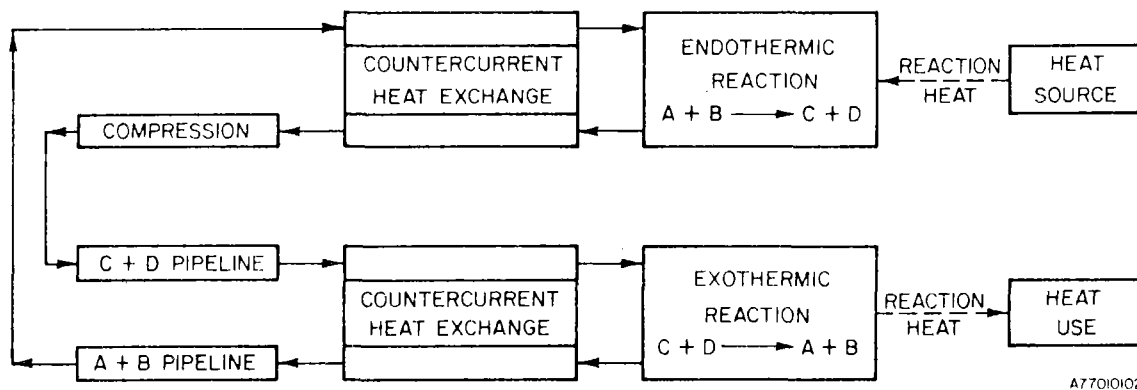 COUNTERCURRENT
HEAT EXCHANGE
ENDOTHERMIC
REACTION
A + B ⟶ C + D
REACTION
HEAT
HEAT
SOURCE
COMPRESSION
C + D PIPELINE
COUNTERCURRENT
HEAT EXCHANGE
EXOTHERMIC
REACTION
C + D ⟶ A + B
REACTION
HEAT
HEAT
USE
A + B PIPELINE
A77010102